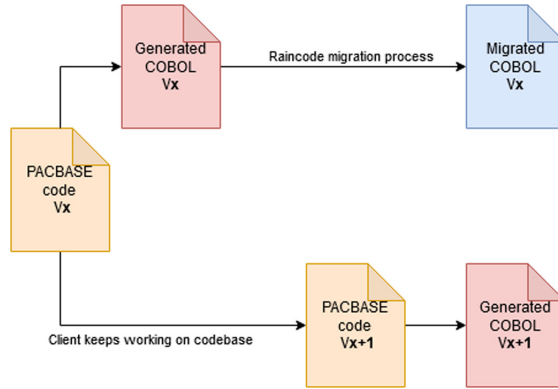 Generated
COBOL
Vx
Raincode migration process
Migrated
COBOL
Vx
PACBASE
code
Vx
Client keeps working on codebase
PACBASE
code
Vx+1
Generated
COBOL
Vx+1